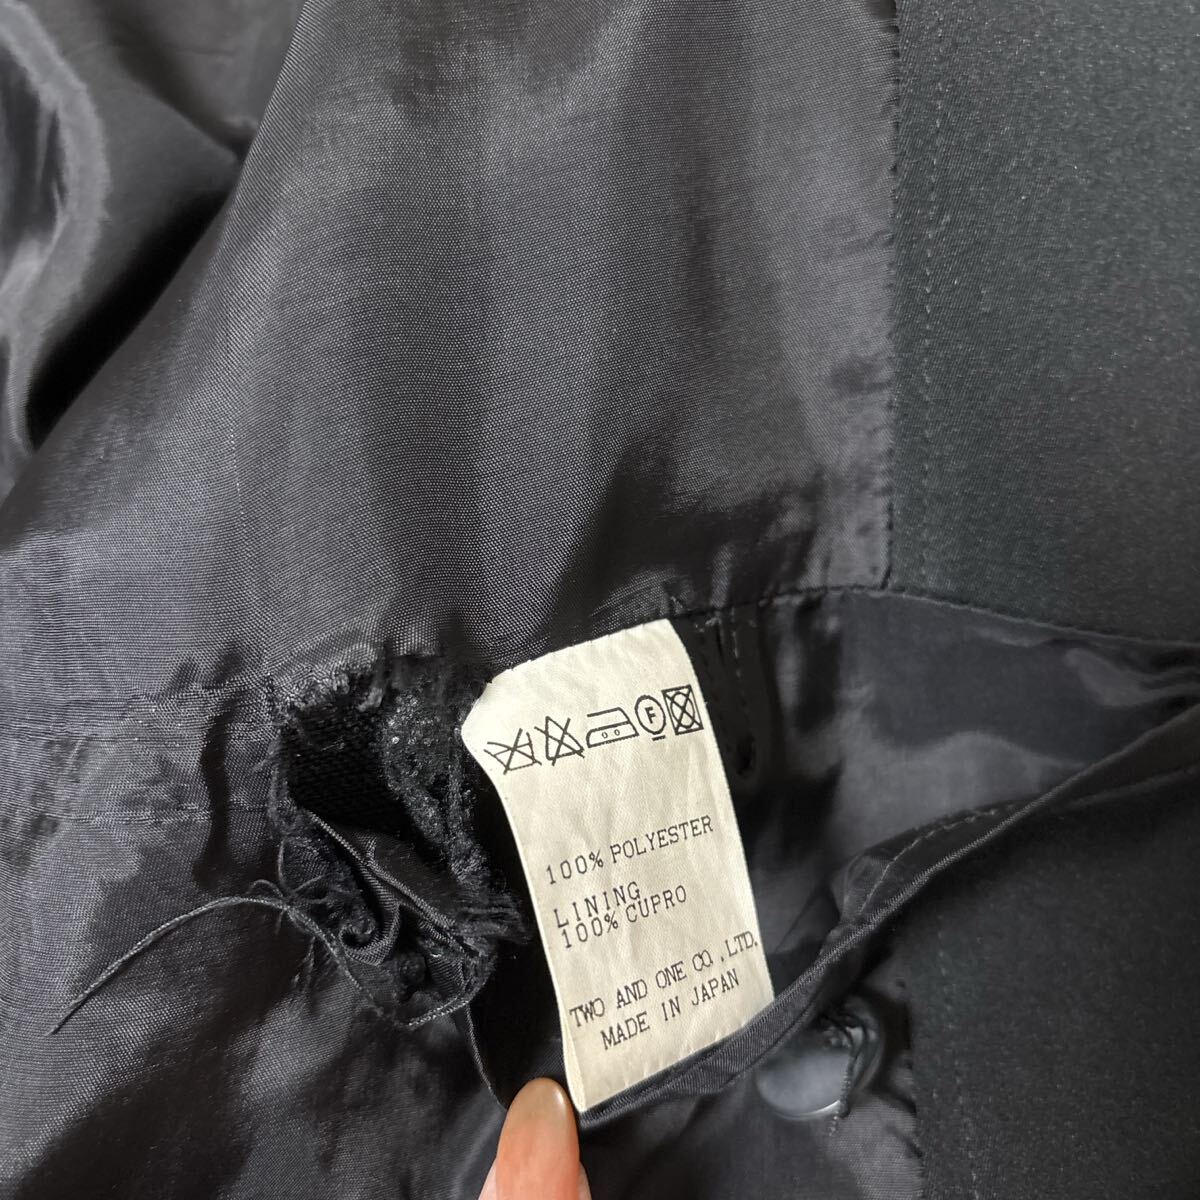 F
100% POLYESTER
LINING
100% CUPRO
TWO AND ONE CO.,LTD.
MADE IN JAPAN